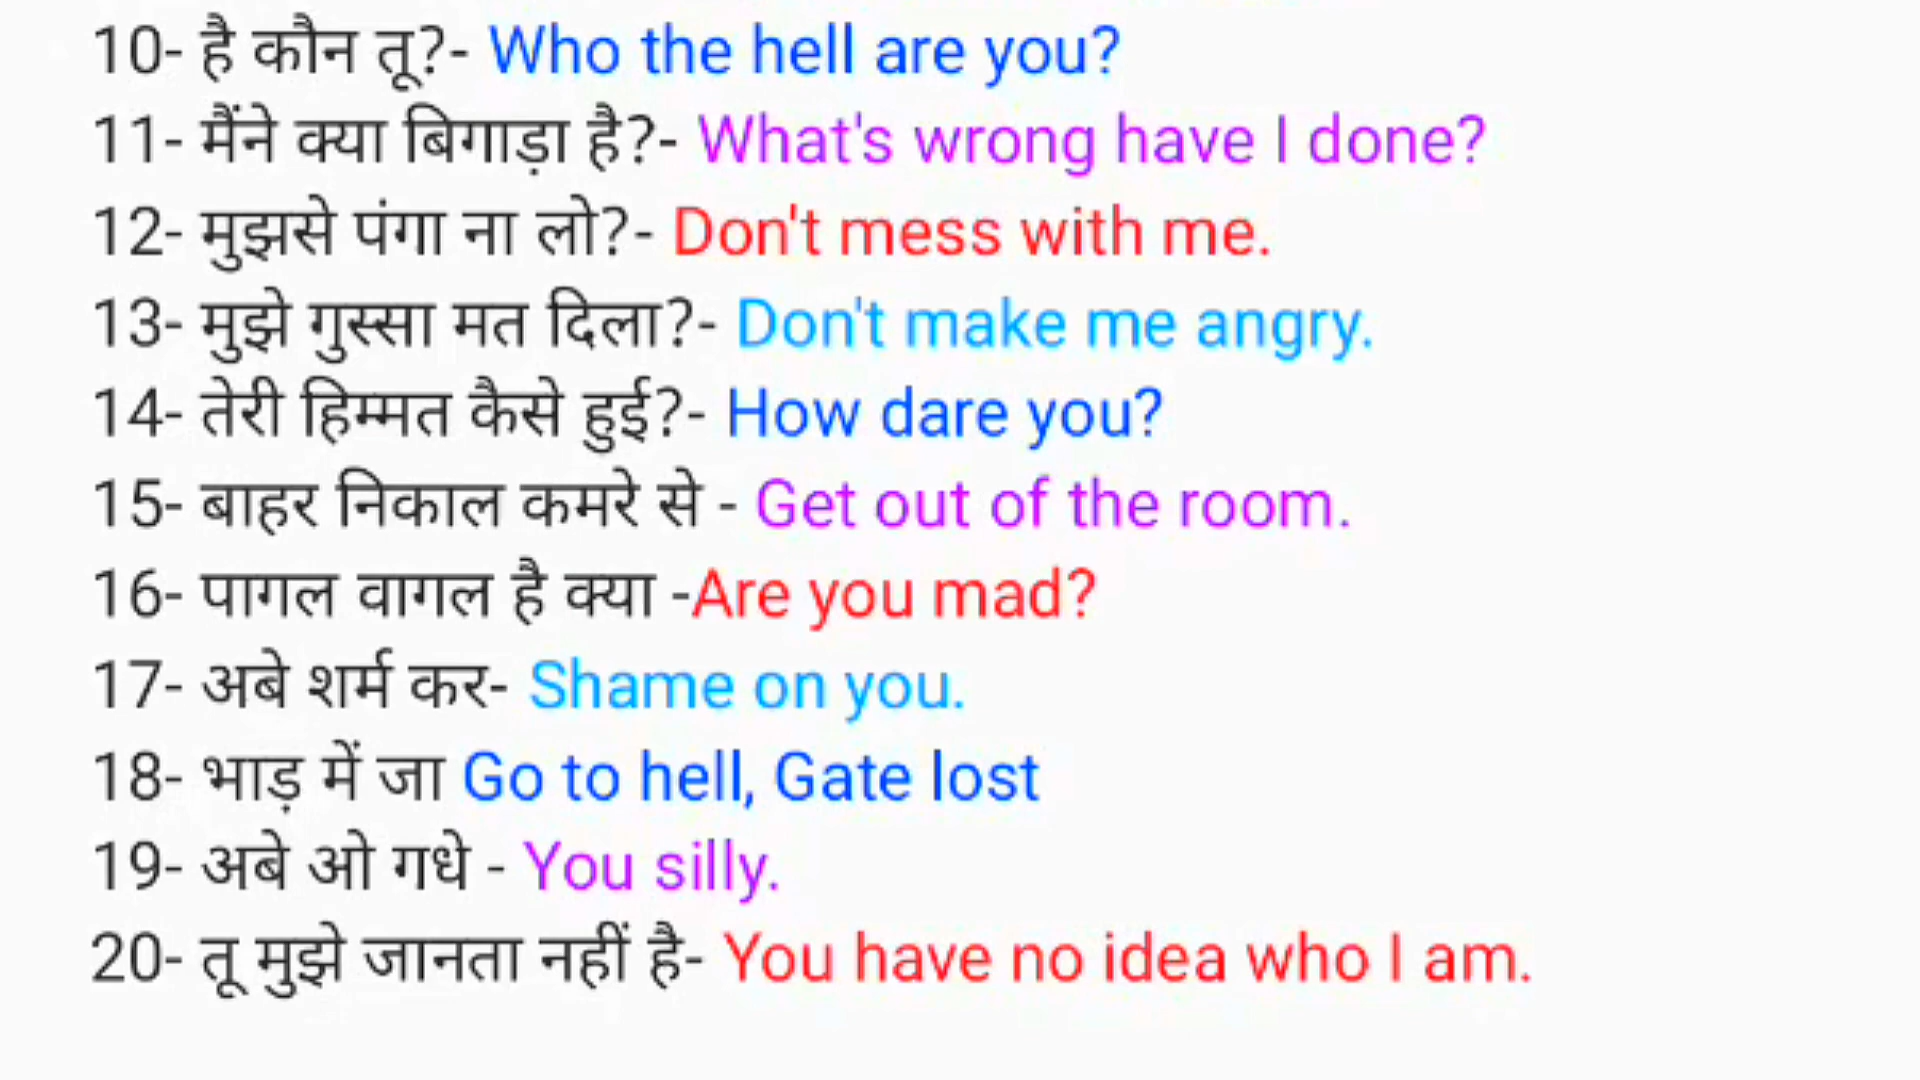 10- है कौन तू?- Who the hell are you?
11- मैंने क्या बिगाड़ा है?- What's wrong have I done?
12- मुझसे पंगा ना लो?- Don't mess with me.
13- मुझे गुस्सा मत दिला?- Don't make me angry.
14- तेरी हिम्मत कैसे हुई?- How dare you?
15- बाहर निकाल कमरे से - Get out of the room.
16- पागल वागल है क्या -Are you mad?
17- अबे शर्म कर- Shame on you.
18- भाड़ में जा Go to hell, Gate lost
19- अबे ओ गधे - You silly.
20- तू मुझे जानता नहीं है- You have no idea who I am.